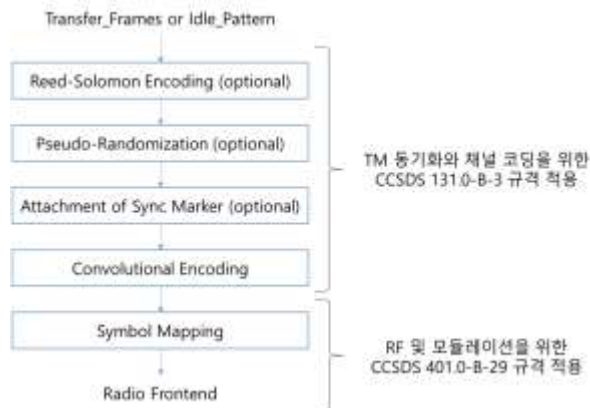 Transfer_Frames or Idle_Pattern
Reed-Solomon Encoding (optional)
Pseudo-Randomization (optional)
Attachment of Sync Marker (optional)
Convolutional Encoding
TM 동기화와 채널 코딩을 위한
CCSDS 131.0-B-3 규격 적용
Symbol Mapping
Radio Frontend
RF 및 모듈레이션을 위한
CCSDS 401.0-B-29 규격 적용